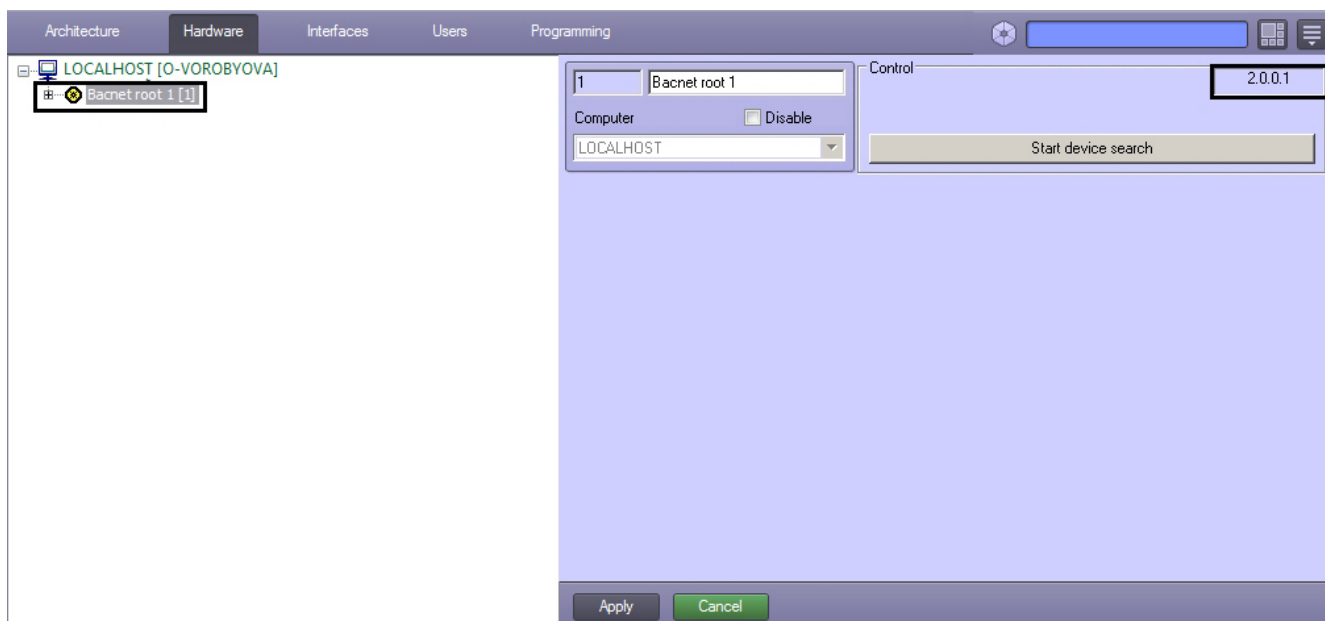 Architecture Hardware Interfaces Users Programming
LOCALHOST [O-VOROBYOVA]
Bacnet root 1 [1]
1 Bacnet root 1
Computer Disable
LOCALHOST
Control 2.0.0.1
Start device search
Apply Cancel